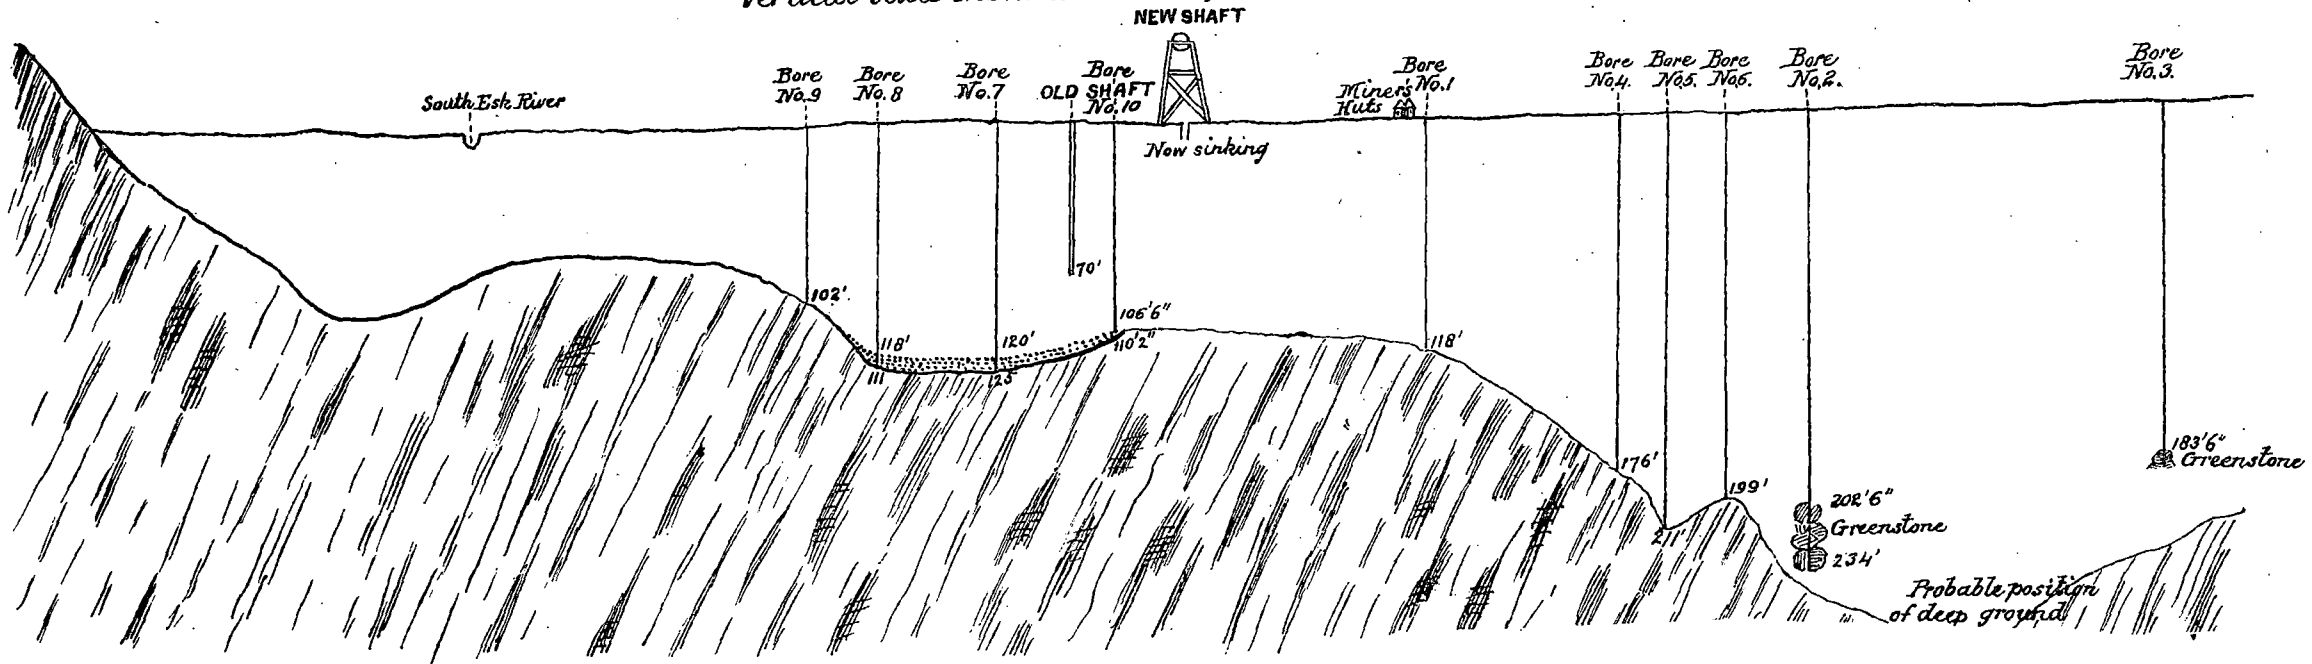 NEW SHAFT
South Esk River
Bore
No. 9
Bore
No. 8
Bore
No. 7
OLD SHAFT
Bore
No. 10
Now sinking
Miner's
Huts
Bore
No. 1
Bore
No. 4.
Bore
No. 5.
Bore
No. 6.
Bore
No. 2.
Bore
No. 3.
70'
102'
118'
111
120'
125'
106'6"
110'2"
118'
176'
211'
199'
202'6"
Greenstone
234'
183'6"
Greenstone
Probable position
of deep ground